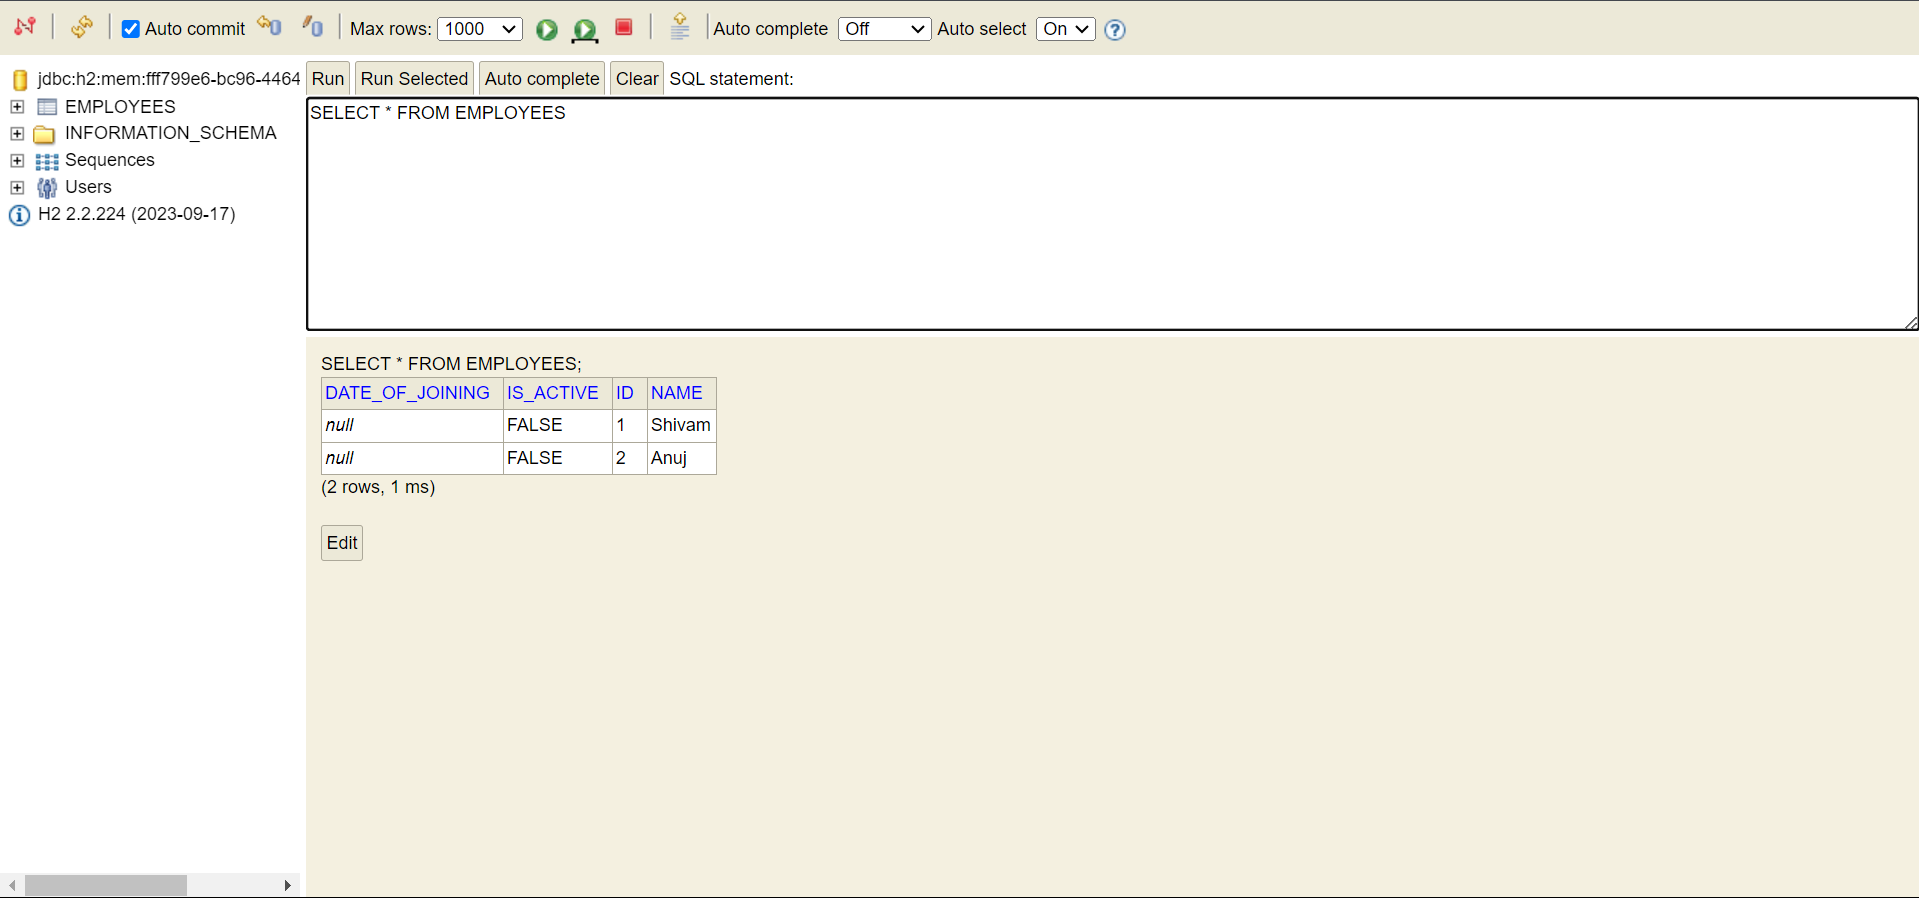 Auto commit Max rows: 1000 Auto complete Off Auto select On ?
jdbc:h2:mem:fff799e6-bc96-4464
EMPLOYEES
INFORMATION_SCHEMA
Sequences
Users
H2 2.2.224 (2023-09-17)
Run Run Selected Auto complete Clear SQL statement:
SELECT * FROM EMPLOYEES
SELECT * FROM EMPLOYEES;
DATE_OF_JOINING IS_ACTIVE ID NAME
null FALSE 1 Shivam
null FALSE 2 Anuj
(2 rows, 1 ms)
Edit